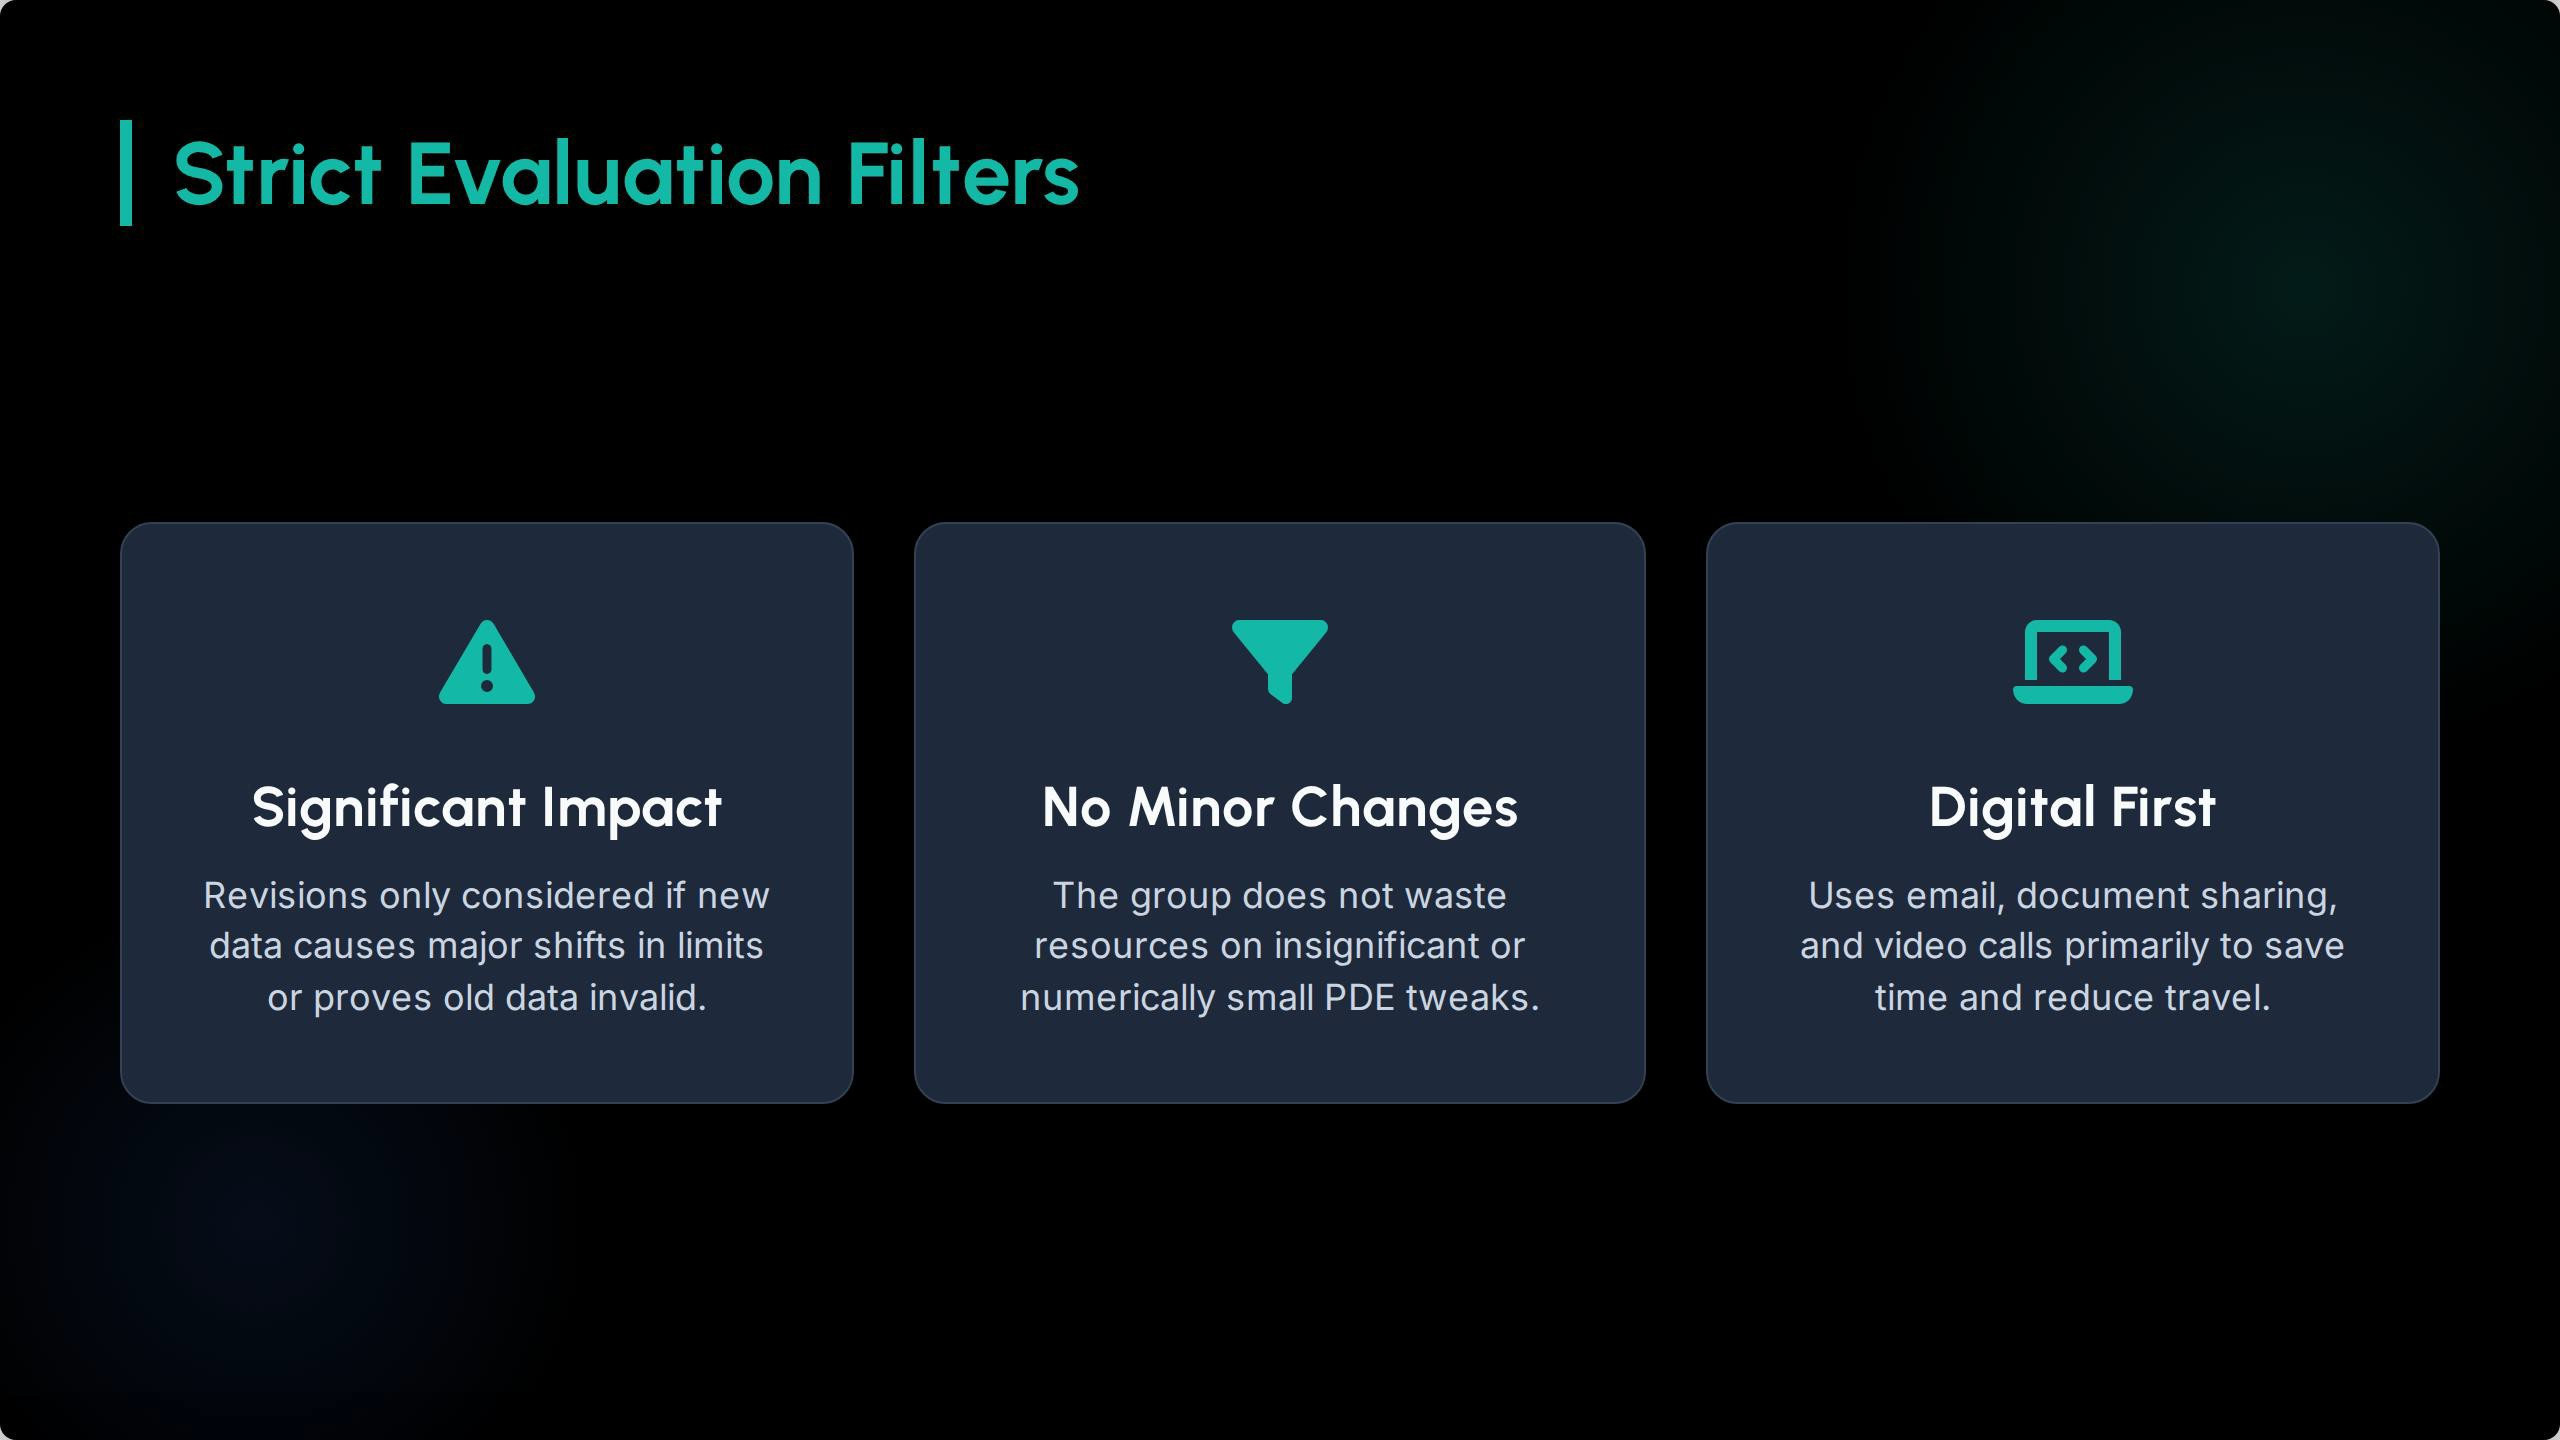 Strict Evaluation Filters
Significant Impact
Revisions only considered if new
data causes major shifts in limits
or proves old data invalid.
No Minor Changes
The group does not waste
resources on insignificant or
numerically small PDE tweaks.
Digital First
Uses email, document sharing,
and video calls primarily to save
time and reduce travel.